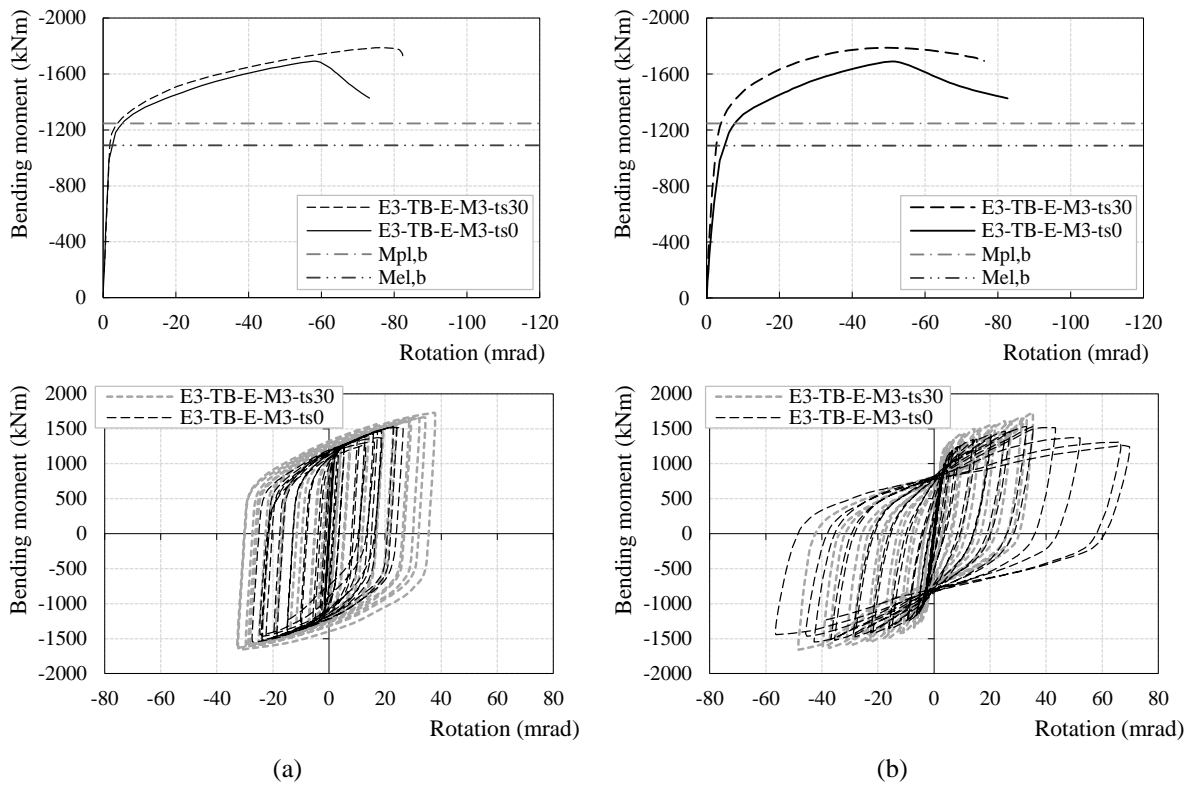 Bending moment (kNm)
-2000
-1600
-1200
-800
-400
0
0 -20 -40 -60 -80 -100 -120
Rotation (mrad)
E3-TB-E-M3-ts30
E3-TB-E-M3-ts0
Mpl,b
Mel,b
Bending moment (kNm)
-2000
-1600
-1200
-800
-400
0
0 -20 -40 -60 -80 -100 -120
Rotation (mrad)
E3-TB-E-M3-ts30
E3-TB-E-M3-ts0
Mpl,b
Mel,b
Bending moment (kNm)
2000
1500
1000
500
0
-500
-1000
-1500
-2000
-80 -60 -40 -20 0 20 40 60 80
Rotation (mrad)
E3-TB-E-M3-ts30
E3-TB-E-M3-ts0
(a)
Bending moment (kNm)
2000
1500
1000
500
0
-500
-1000
-1500
-2000
-80 -60 -40 -20 0 20 40 60 80
Rotation (mrad)
E3-TB-E-M3-ts30
E3-TB-E-M3-ts0
(b)